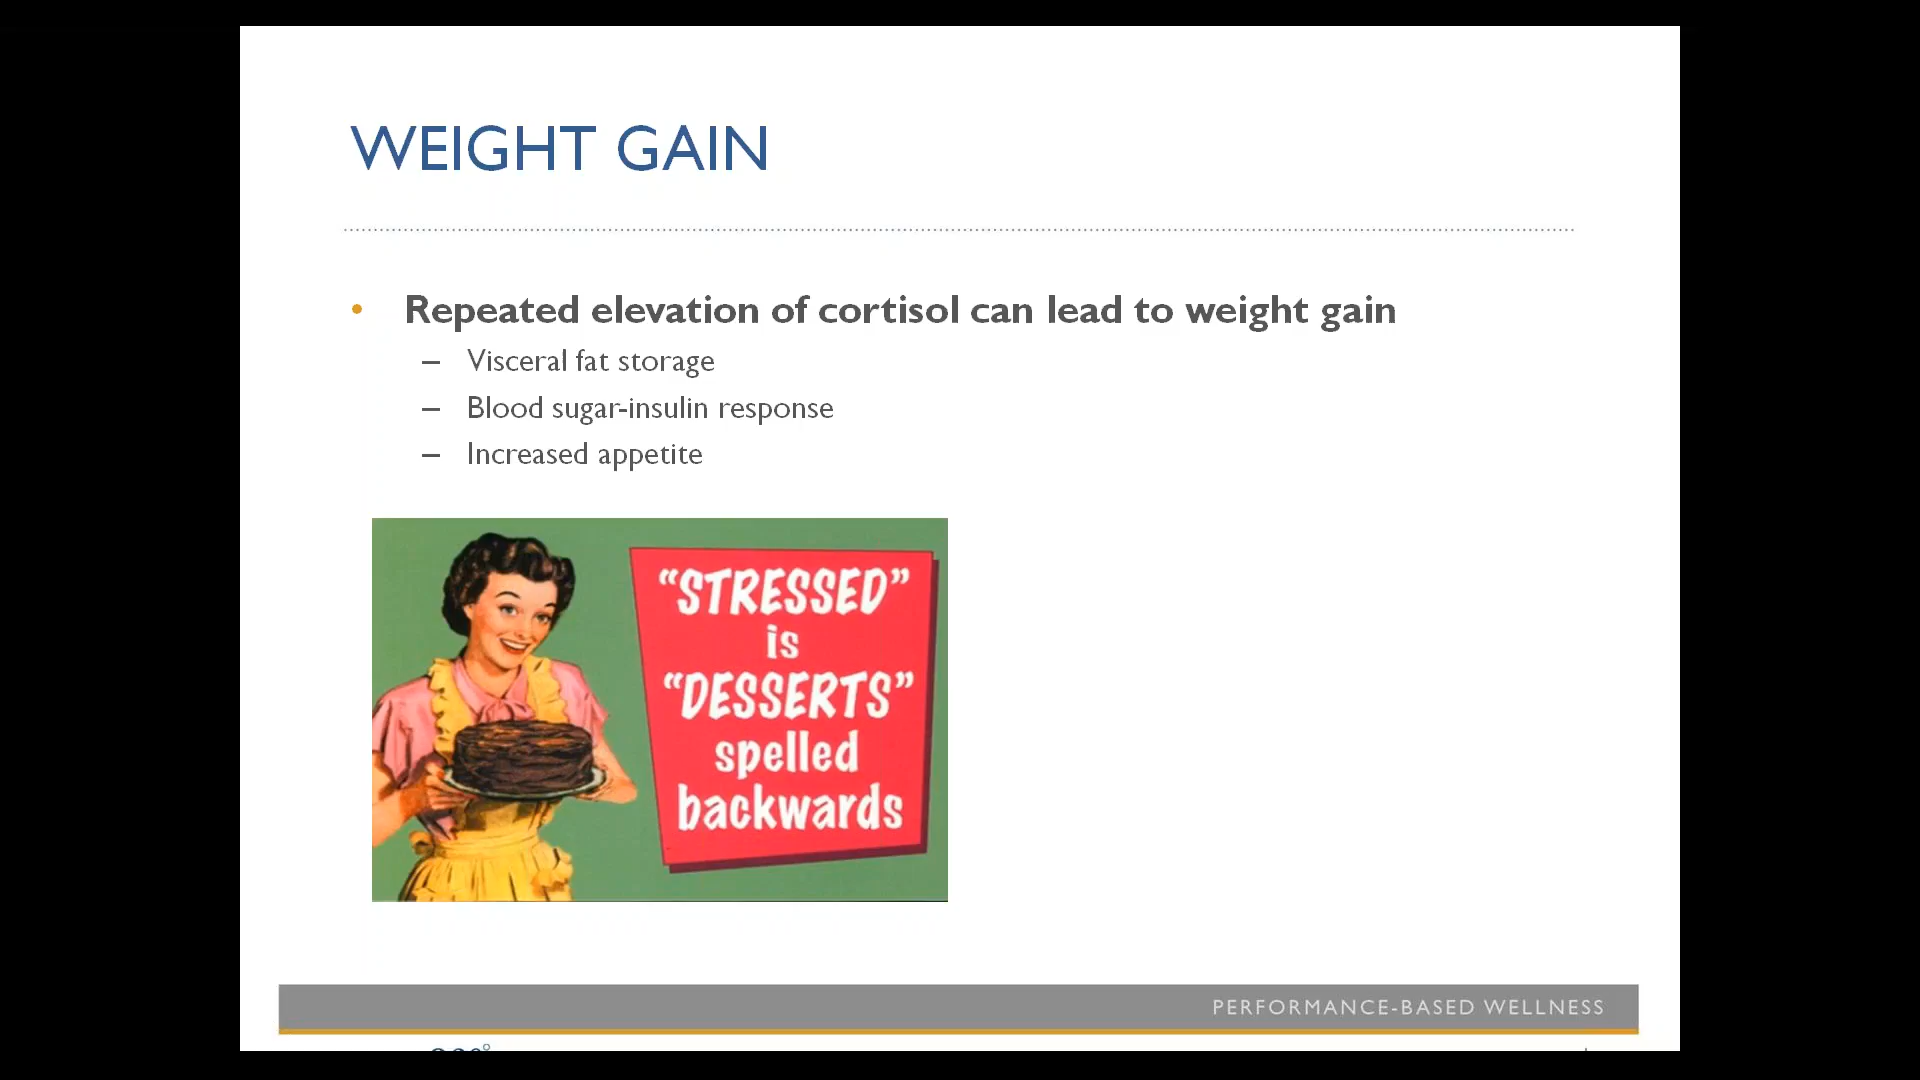 WEIGHT GAIN
• Repeated elevation of cortisol can lead to weight gain
– Visceral fat storage
– Blood sugar-insulin response
– Increased appetite
“STRESSED”
is
“DESSERTS”
spelled
backwards
PERFORMANCE-BASED WELLNESS